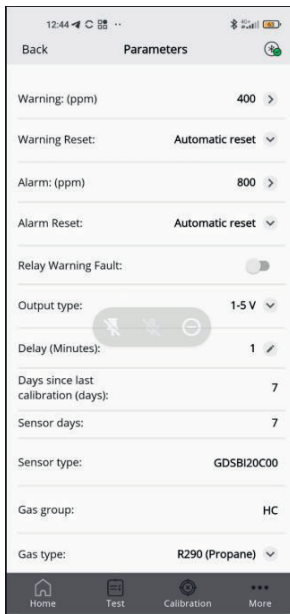 12:44
Back
Parameters
Warning: (ppm)
400
Warning Reset:
Automatic reset
Alarm: (ppm)
800
Alarm Reset:
Automatic reset
Relay Warning Fault:
Output type:
1-5 V
Delay (Minutes):
1
Days since last
calibration (days):
7
Sensor days:
7
Sensor type:
GDSBI20C00
Gas group:
HC
Gas type:
R290 (Propane)
Home
Test
Calibration
More